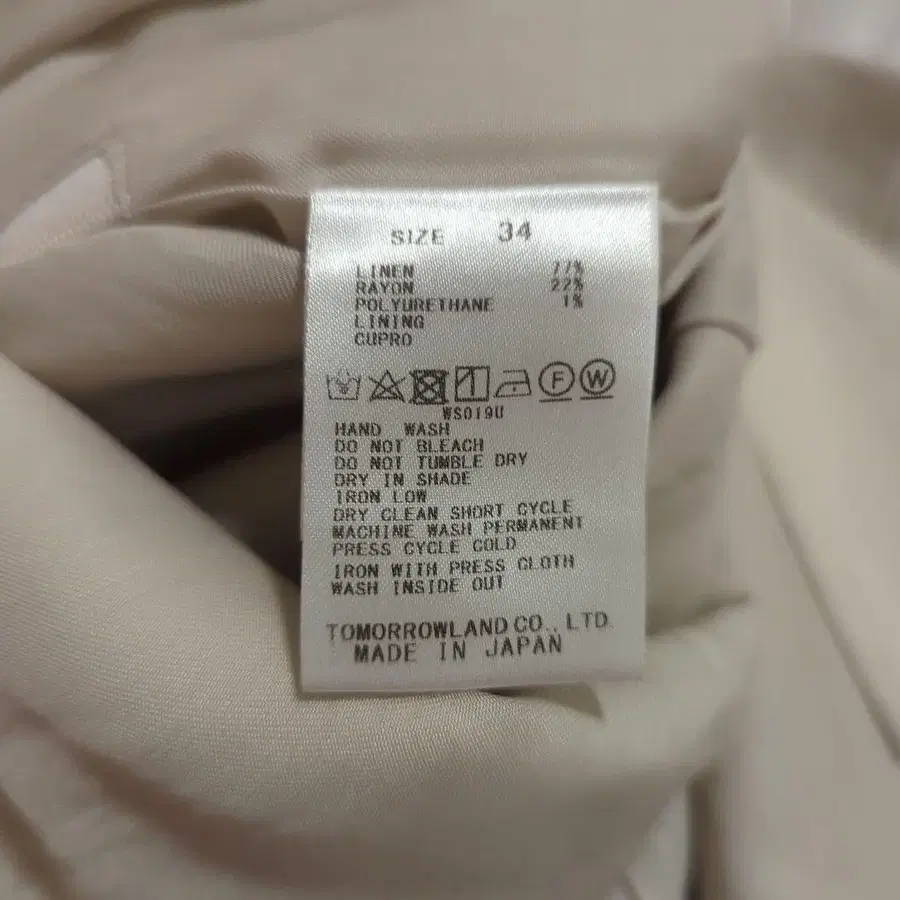 SIZE 34
LINEN 77%
RAYON 22%
POLYURETHANE 1%
LINING
CUPRO
F W
WS019U
HAND WASH
DO NOT BLEACH
DO NOT TUMBLE DRY
DRY IN SHADE
IRON LOW
DRY CLEAN SHORT CYCLE
MACHINE WASH PERMANENT
PRESS CYCLE COLD
IRON WITH PRESS CLOTH
WASH INSIDE OUT
TOMORROWLAND CO., LTD.
MADE IN JAPAN